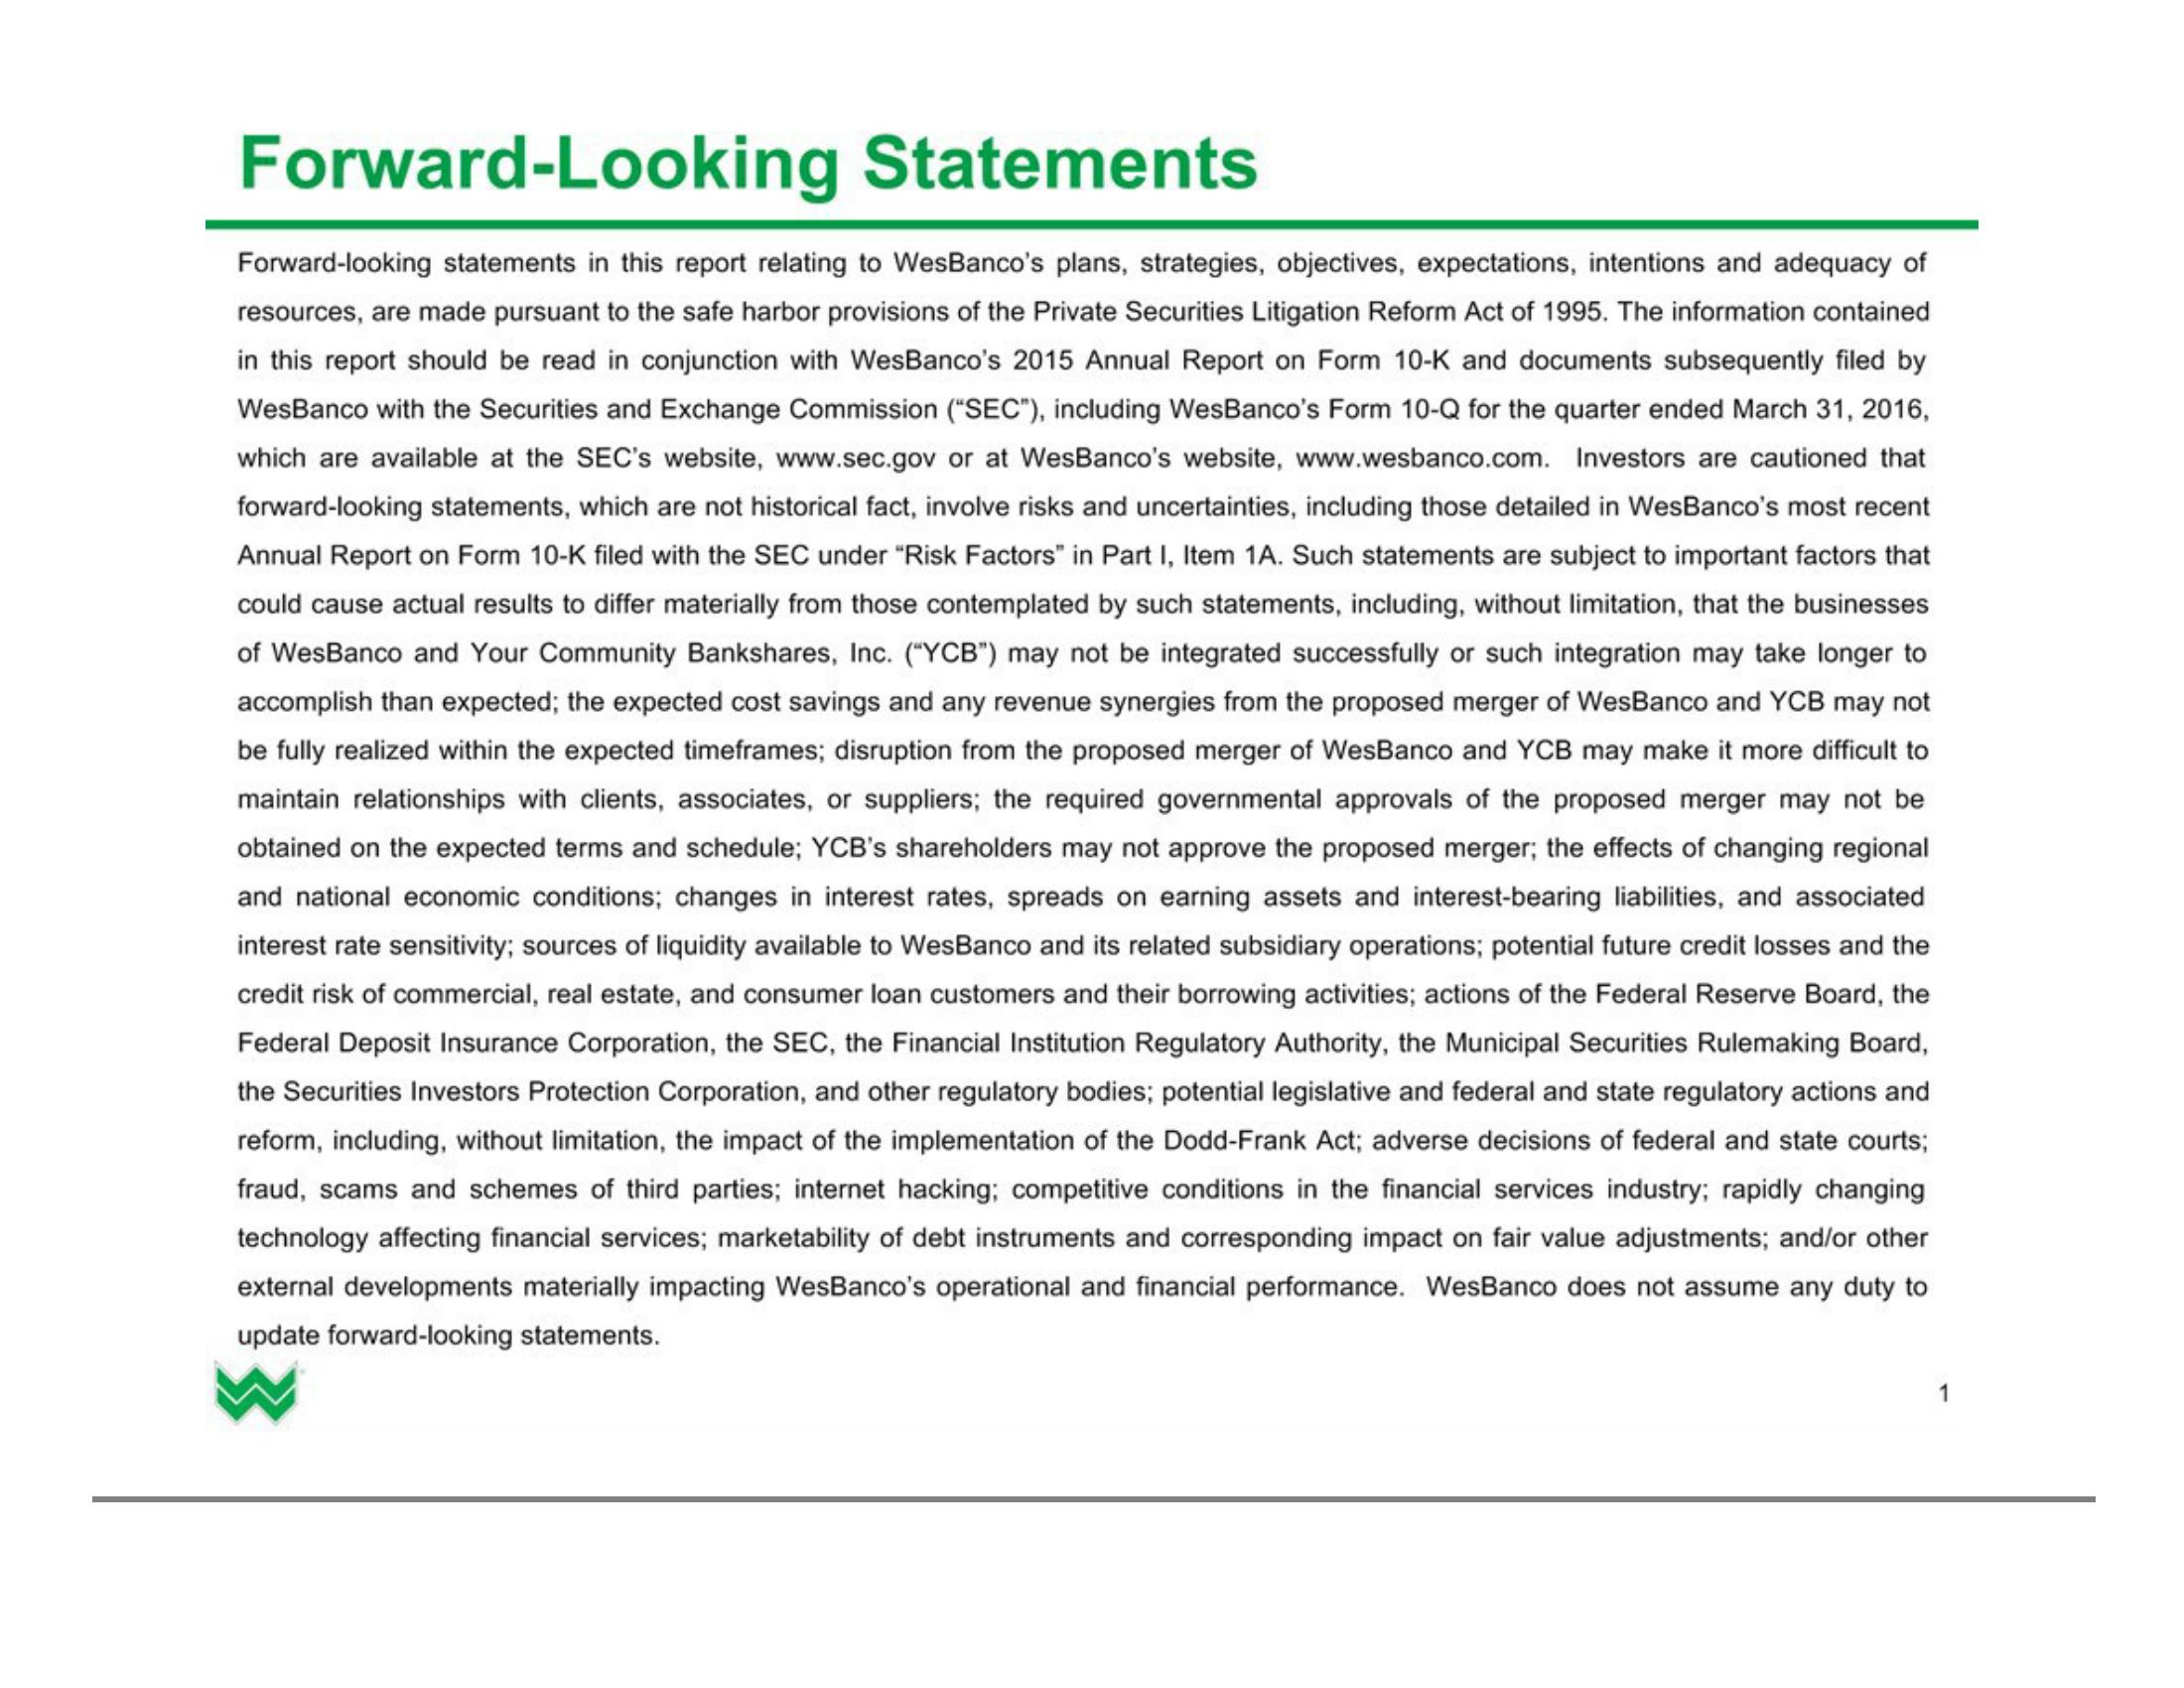 Forward-Looking Statements
Forward-looking statements in this report relating to WesBanco’s plans, strategies, objectives, expectations, intentions and adequacy of
resources, are made pursuant to the safe harbor provisions of the Private Securities Litigation Reform Act of 1995. The information contained
in this report should be read in conjunction with WesBanco’s 2015 Annual Report on Form 10-K and documents subsequently filed by
WesBanco with the Securities and Exchange Commission (“SEC”), including WesBanco’s Form 10-Q for the quarter ended March 31, 2016,
which are available at the SEC’s website, www.sec.gov or at WesBanco’s website, www.wesbanco.com. Investors are cautioned that
forward-looking statements, which are not historical fact, involve risks and uncertainties, including those detailed in WesBanco’s most recent
Annual Report on Form 10-K filed with the SEC under “Risk Factors” in Part I, Item 1A. Such statements are subject to important factors that
could cause actual results to differ materially from those contemplated by such statements, including, without limitation, that the businesses
of WesBanco and Your Community Bankshares, Inc. (“YCB”) may not be integrated successfully or such integration may take longer to
accomplish than expected; the expected cost savings and any revenue synergies from the proposed merger of WesBanco and YCB may not
be fully realized within the expected timeframes; disruption from the proposed merger of WesBanco and YCB may make it more difficult to
maintain relationships with clients, associates, or suppliers; the required governmental approvals of the proposed merger may not be
obtained on the expected terms and schedule; YCB’s shareholders may not approve the proposed merger; the effects of changing regional
and national economic conditions; changes in interest rates, spreads on earning assets and interest-bearing liabilities, and associated
interest rate sensitivity; sources of liquidity available to WesBanco and its related subsidiary operations; potential future credit losses and the
credit risk of commercial, real estate, and consumer loan customers and their borrowing activities; actions of the Federal Reserve Board, the
Federal Deposit Insurance Corporation, the SEC, the Financial Institution Regulatory Authority, the Municipal Securities Rulemaking Board,
the Securities Investors Protection Corporation, and other regulatory bodies; potential legislative and federal and state regulatory actions and
reform, including, without limitation, the impact of the implementation of the Dodd-Frank Act; adverse decisions of federal and state courts;
fraud, scams and schemes of third parties; internet hacking; competitive conditions in the financial services industry; rapidly changing
technology affecting financial services; marketability of debt instruments and corresponding impact on fair value adjustments; and/or other
external developments materially impacting WesBanco’s operational and financial performance. WesBanco does not assume any duty to
update forward-looking statements.
1